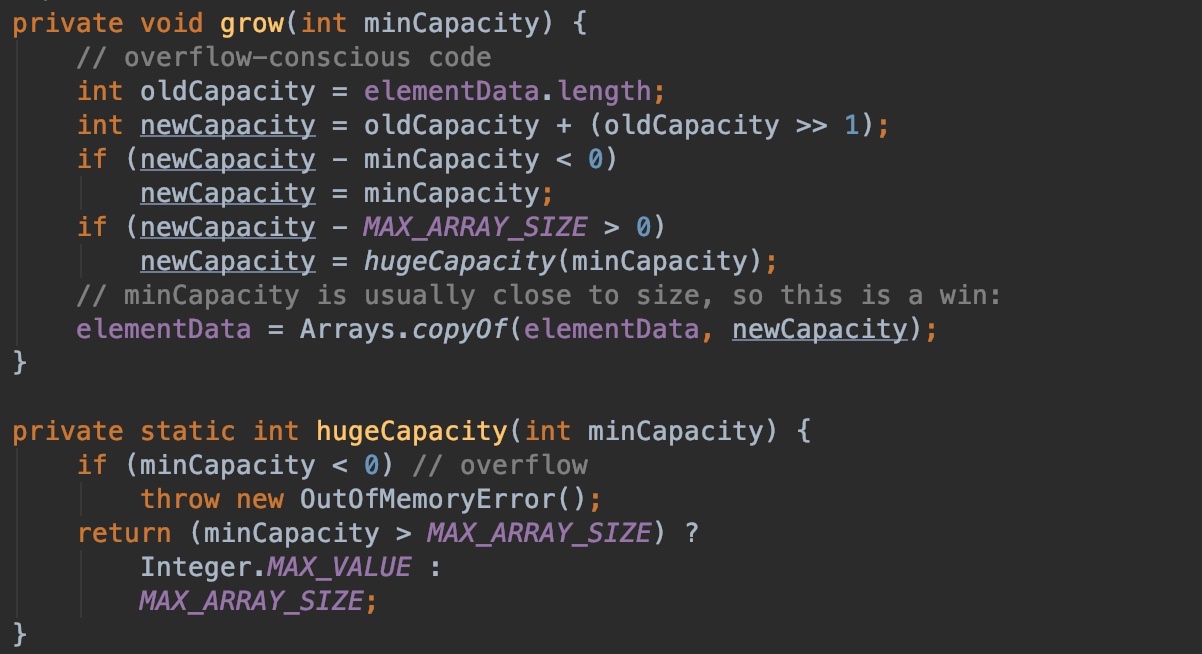 private void grow(int minCapacity) {
    // overflow-conscious code
    int oldCapacity = elementData.length;
    int newCapacity = oldCapacity + (oldCapacity >> 1);
    if (newCapacity - minCapacity < 0)
        newCapacity = minCapacity;
    if (newCapacity - MAX_ARRAY_SIZE > 0)
        newCapacity = hugeCapacity(minCapacity);
    // minCapacity is usually close to size, so this is a win:
    elementData = Arrays.copyOf(elementData, newCapacity);
}

private static int hugeCapacity(int minCapacity) {
    if (minCapacity < 0) // overflow
        throw new OutOfMemoryError();
    return (minCapacity > MAX_ARRAY_SIZE) ?
        Integer.MAX_VALUE :
        MAX_ARRAY_SIZE;
}